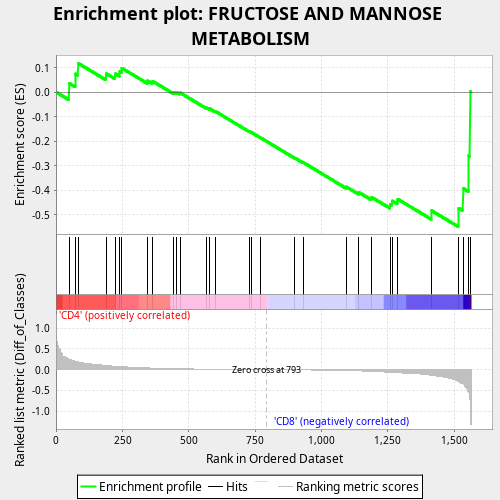 Enrichment plot: FRUCTOSE AND MANNOSE
METABOLISM
Enrichment score (ES)
0.1
0.0
-0.1
-0.2
-0.3
-0.4
-0.5
'CD4' (positively correlated)
Ranked list metric (Diff_of_Classes)
1.0
0.5
0.0
-0.5
-1.0
Zero cross at 793
'CD8' (negatively correlated)
0
250
500
750
1,000
1,250
1,500
Rank in Ordered Dataset
Enrichment profile
Hits
Ranking metric scores